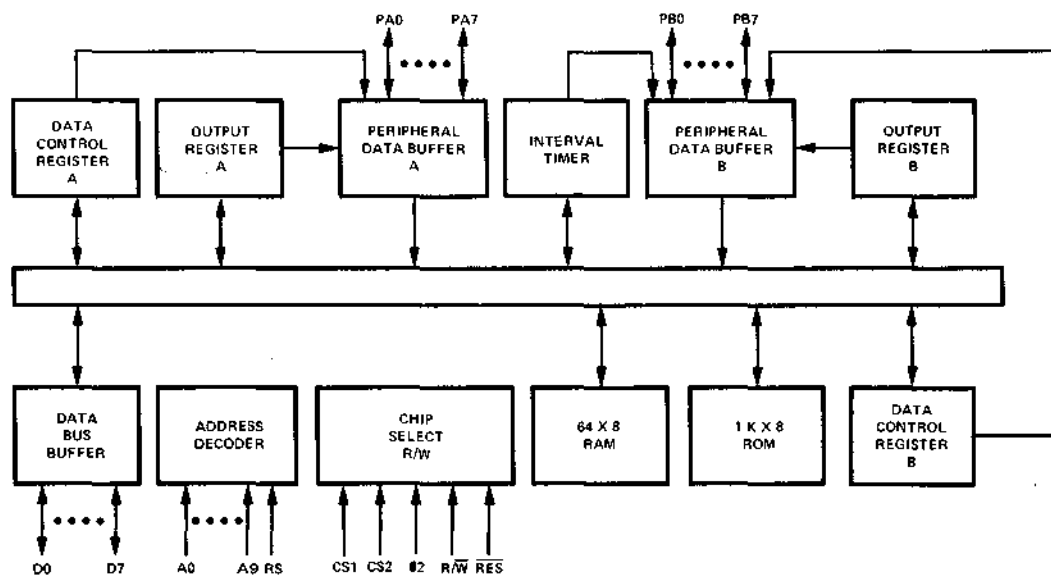 PA0 PA7 PB0 PB7
DATA
CONTROL
REGISTER
A
OUTPUT
REGISTER
A
PERIPHERAL
DATA BUFFER
A
INTERVAL
TIMER
PERIPHERAL
DATA BUFFER
B
OUTPUT
REGISTER
B
DATA
BUS
BUFFER
ADDRESS
DECODER
CHIP
SELECT
R/W
64 X 8
RAM
1 K X 8
ROM
DATA
CONTROL
REGISTER
B
D0 D7 A0 A9 RS CS1 CS2 ϕ2 R/W̅ R̅E̅S̅